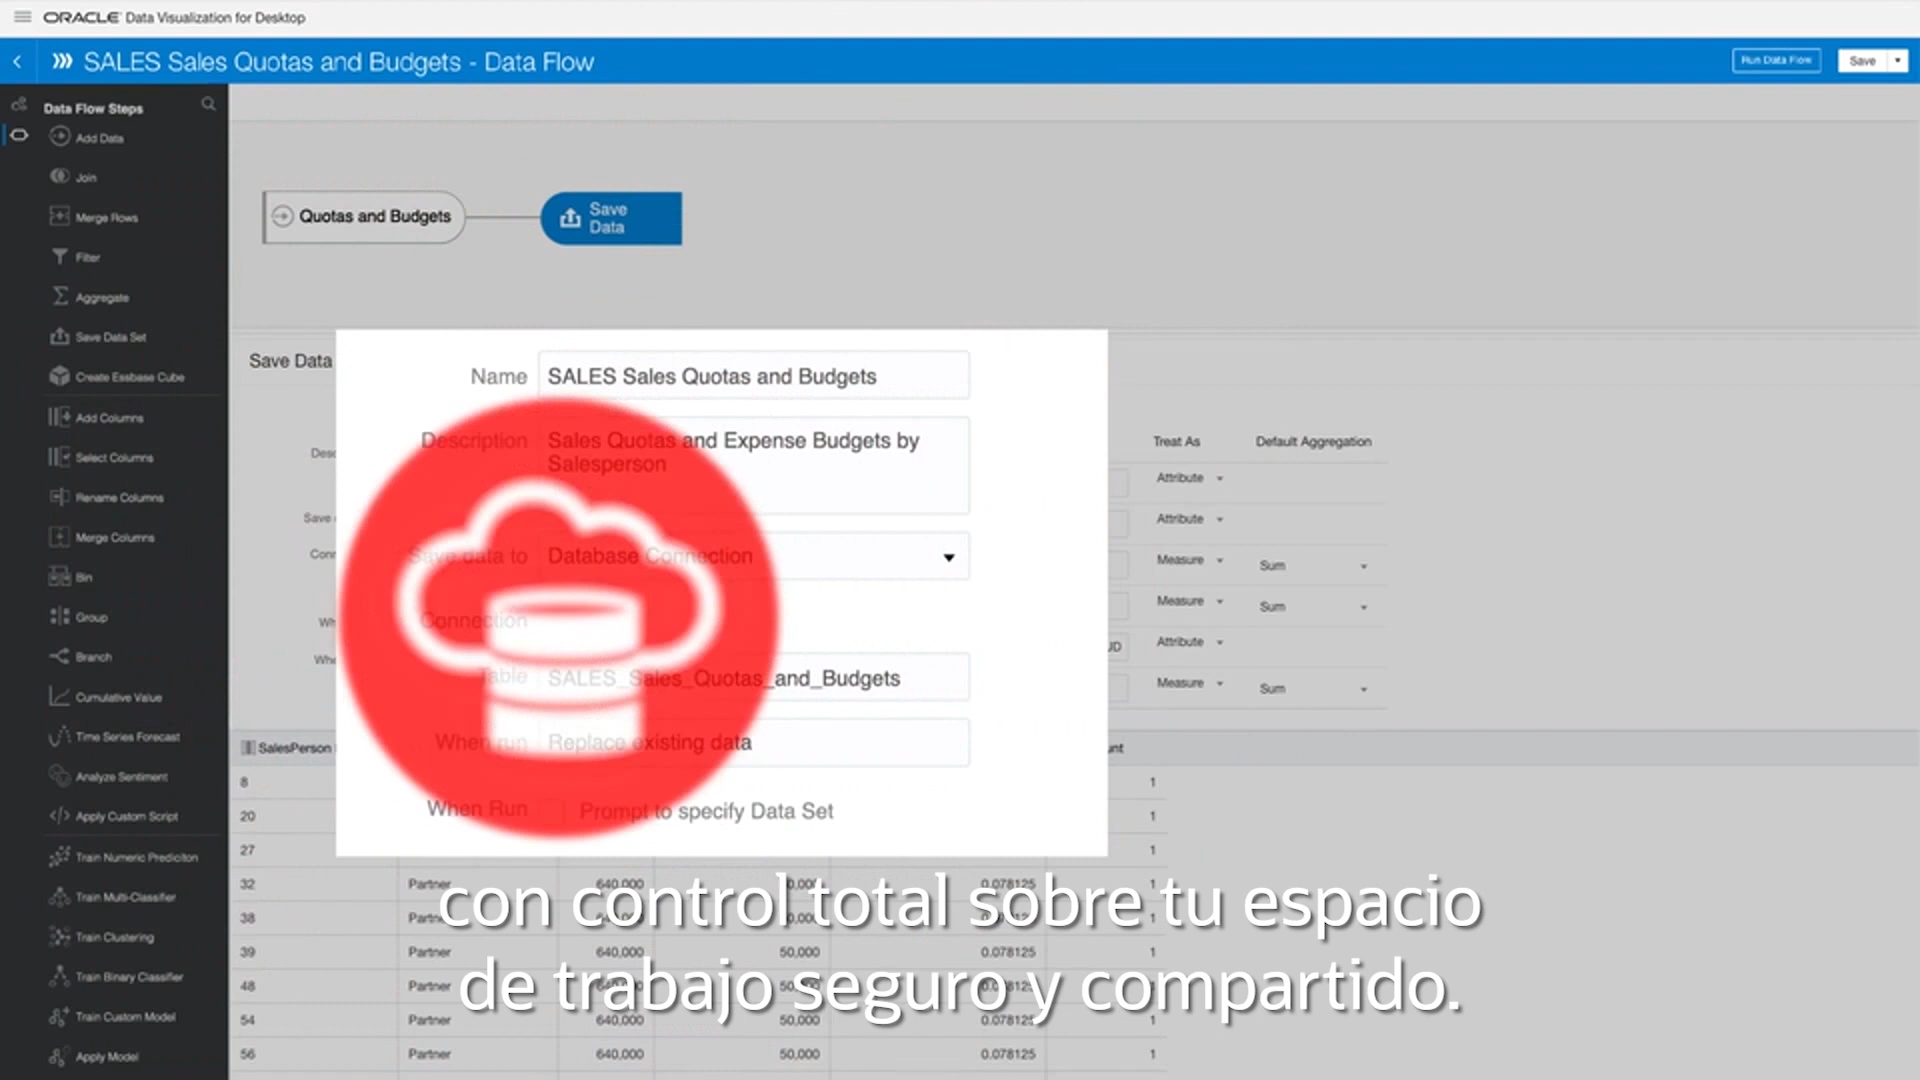 ORACLE Data Visualization for Desktop
SALES Sales Quotas and Budgets - Data Flow
Run Data Flow
Save
Data Flow Steps
Add Data
Join
Merge Rows
Filter
Aggregate
Save Data Set
Create Essbase Cube
Add Columns
Select Columns
Rename Columns
Merge Columns
Bin
Group
Branch
Cumulative Value
Time Series Forecast
Analyze Sentiment
Apply Custom Script
Train Numeric Prediciton
Train Multi-Classifier
Train Clustering
Train Binary Classifier
Train Custom Model
Apply Model
Quotas and Budgets
Save
Data
Save Data
Name SALES Sales Quotas and Budgets
Description Sales Quotas and Expense Budgets by
Salesperson
Save data to Database Connection
Connection
Table SALES_Sales_Quotas_and_Budgets
When run Replace existing data
When Run Prompt to specify Data Set
Treat As Default Aggregation
Attribute
Attribute
Measure Sum
Measure Sum
Attribute
Measure Sum
SalesPerson
8 1
20 1
27 1
32 Partner 640,000 0.078125 1
38 Partner 640,000 0.078125 1
39 Partner 640,000 50,000 0.078125 1
48 Partner 640,000 50,000 0.078125 1
54 Partner 640,000 50,000 0.078125 1
56 Partner 640,000 50,000 0.078125 1
con control total sobre tu espacio
de trabajo seguro y compartido.